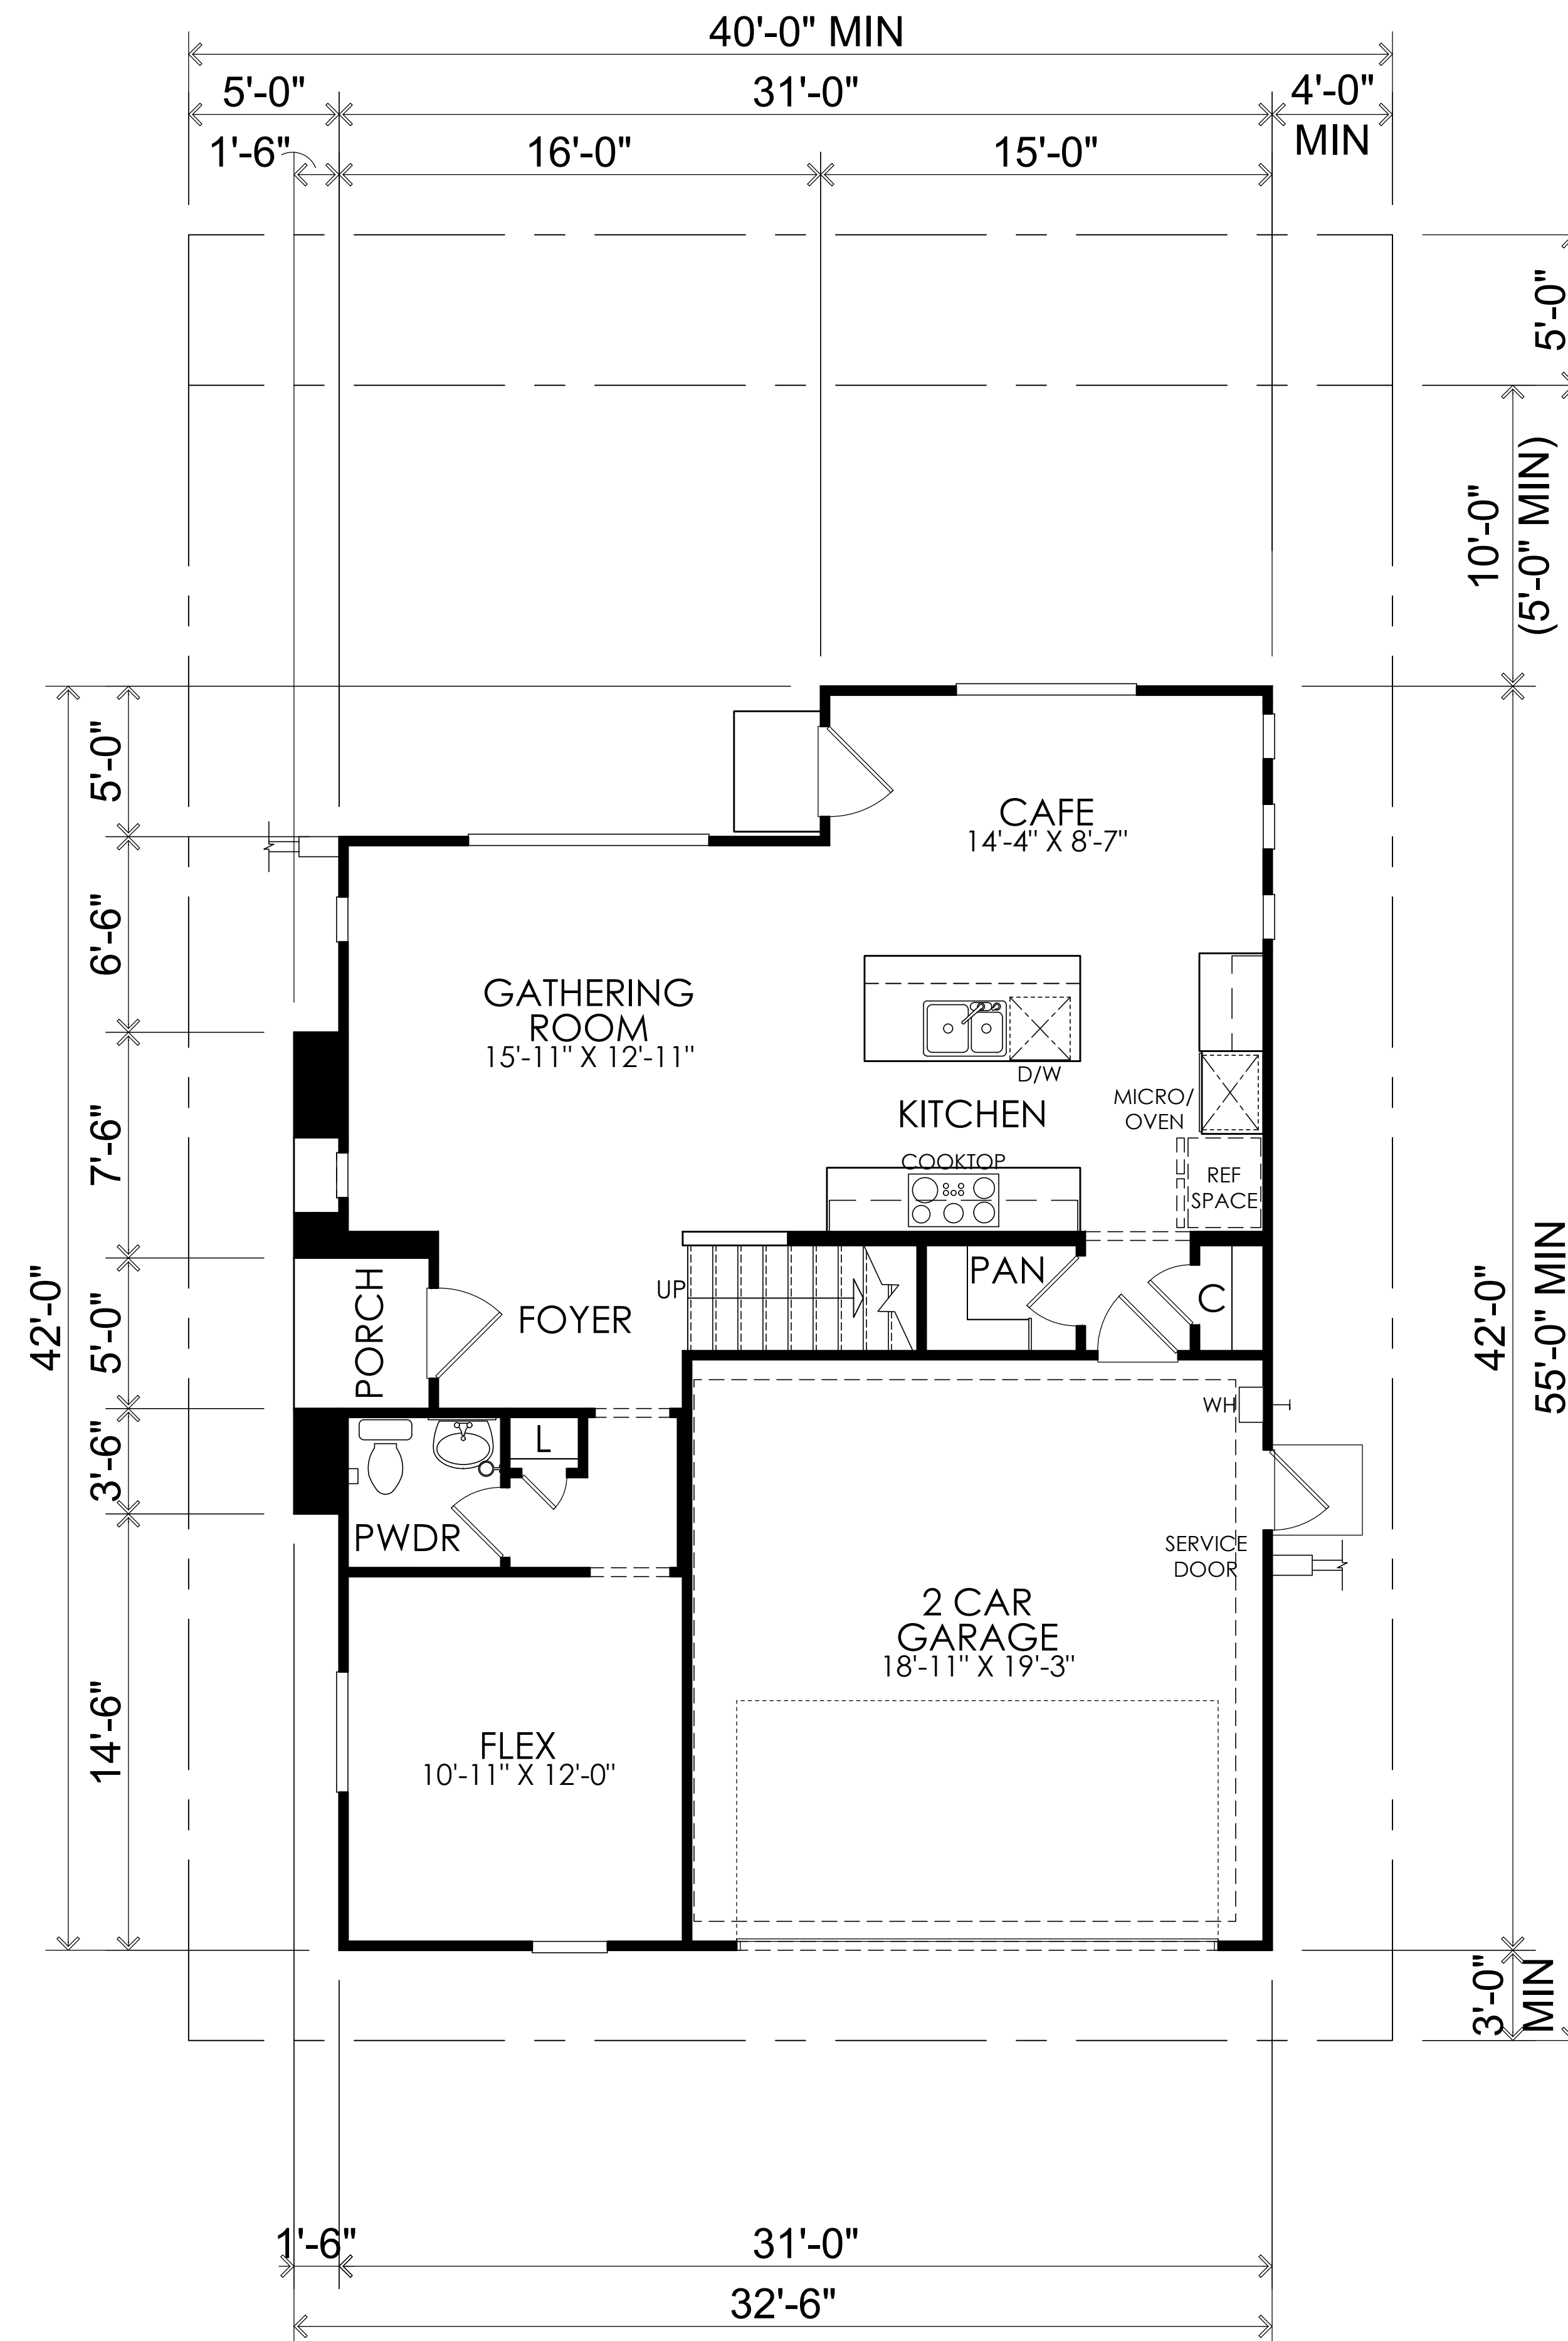 40'-0" MIN
5'-0"
31'-0"
4'-0"
MIN
1'-6"
16'-0"
15'-0"
5'-0"
10'-0"
(5'-0" MIN)
5'-0"
6'-6"
7'-6"
5'-0"
3'-6"
14'-6"
42'-0"
CAFE
14'-4" X 8'-7"
GATHERING
ROOM
15'-11" X 12'-11"
D/W
KITCHEN
MICRO/
OVEN
COOKTOP
REF
SPACE
PORCH
FOYER
UP
PAN
C
L
PWDR
WH
SERVICE
DOOR
2 CAR
GARAGE
18'-11" X 19'-3"
FLEX
10'-11" X 12'-0"
42'-0"
55'-0" MIN
3'-0"
MIN
1'-6"
31'-0"
32'-6"